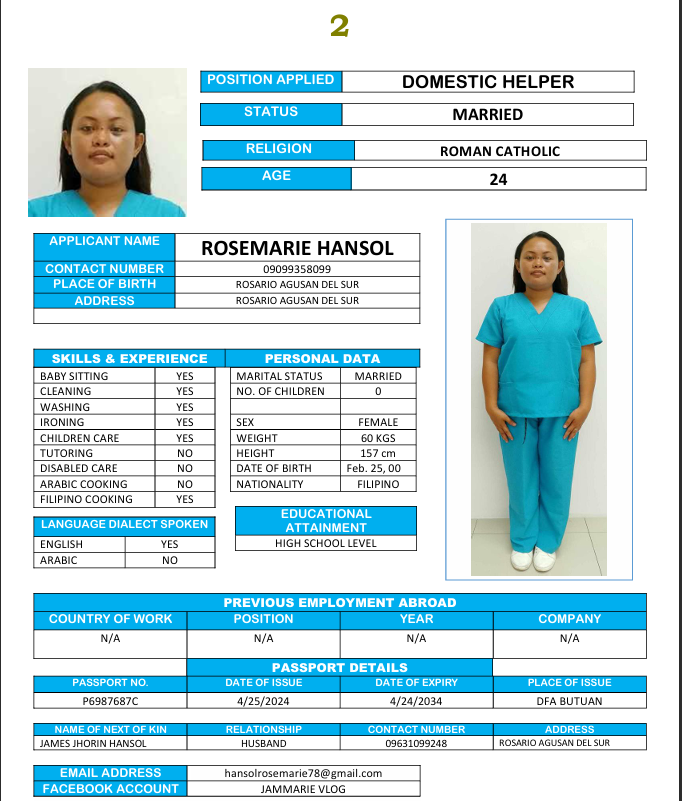 2
POSITION APPLIED DOMESTIC HELPER
STATUS MARRIED
RELIGION ROMAN CATHOLIC
AGE 24
APPLICANT NAME ROSEMARIE HANSOL
CONTACT NUMBER 09099358099
PLACE OF BIRTH ROSARIO AGUSAN DEL SUR
ADDRESS ROSARIO AGUSAN DEL SUR
SKILLS & EXPERIENCE PERSONAL DATA
BABY SITTING YES MARITAL STATUS MARRIED
CLEANING YES NO. OF CHILDREN 0
WASHING YES
IRONING YES SEX FEMALE
CHILDREN CARE YES WEIGHT 60 KGS
TUTORING NO HEIGHT 157 cm
DISABLED CARE NO DATE OF BIRTH Feb. 25, 00
ARABIC COOKING NO NATIONALITY FILIPINO
FILIPINO COOKING YES
LANGUAGE DIALECT SPOKEN
ENGLISH YES
ARABIC NO
EDUCATIONAL
ATTAINMENT
HIGH SCHOOL LEVEL
PREVIOUS EMPLOYMENT ABROAD
COUNTRY OF WORK POSITION YEAR COMPANY
N/A N/A N/A N/A
PASSPORT DETAILS
PASSPORT NO. DATE OF ISSUE DATE OF EXPIRY PLACE OF ISSUE
P6987687C 4/25/2024 4/24/2034 DFA BUTUAN
NAME OF NEXT OF KIN RELATIONSHIP CONTACT NUMBER ADDRESS
JAMES JHORIN HANSOL HUSBAND 09631099248 ROSARIO AGUSAN DEL SUR
EMAIL ADDRESS hansolrosemarie78@gmail.com
FACEBOOK ACCOUNT JAMMARIE VLOG